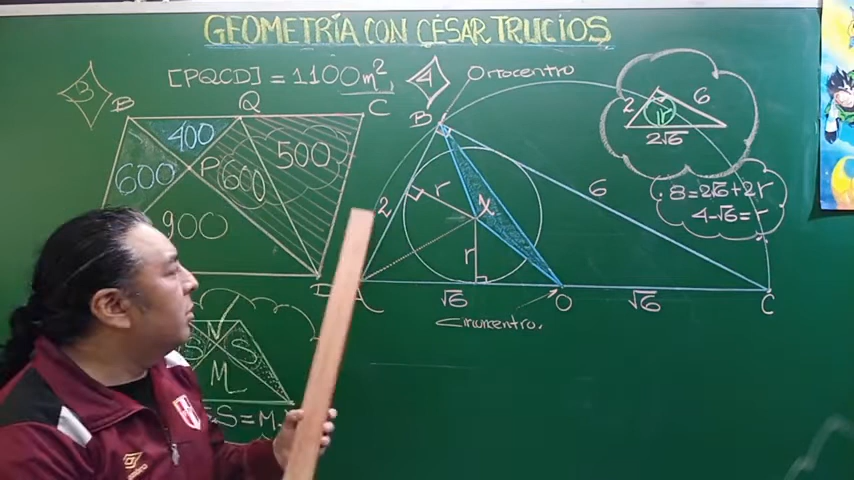 GEOMETRÍA CON CÉSAR TRUCIOS
3
[PQCD] = 1100m²
B Q C
400
600 P 600 500
900
D
S
M
L
S = M.
4
Ortocentro
B
2 6
r
2√6
. 8 = 2√6 + 2r
4-√6 = r
2 r 6
r
√6 O √6 C
Circuncentro.
umbro